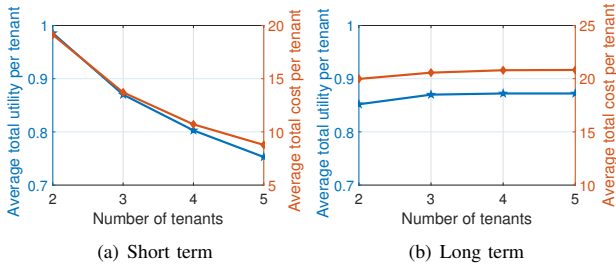 Average total utility per tenant
1
0.9
0.8
0.7
20
15
10
5
Average total cost per tenant
2 3 4 5
Number of tenants
(a) Short term
Average total utility per tenant
1
0.9
0.8
0.7
25
20
15
10
Average total cost per tenant
2 3 4 5
Number of tenants
(b) Long term